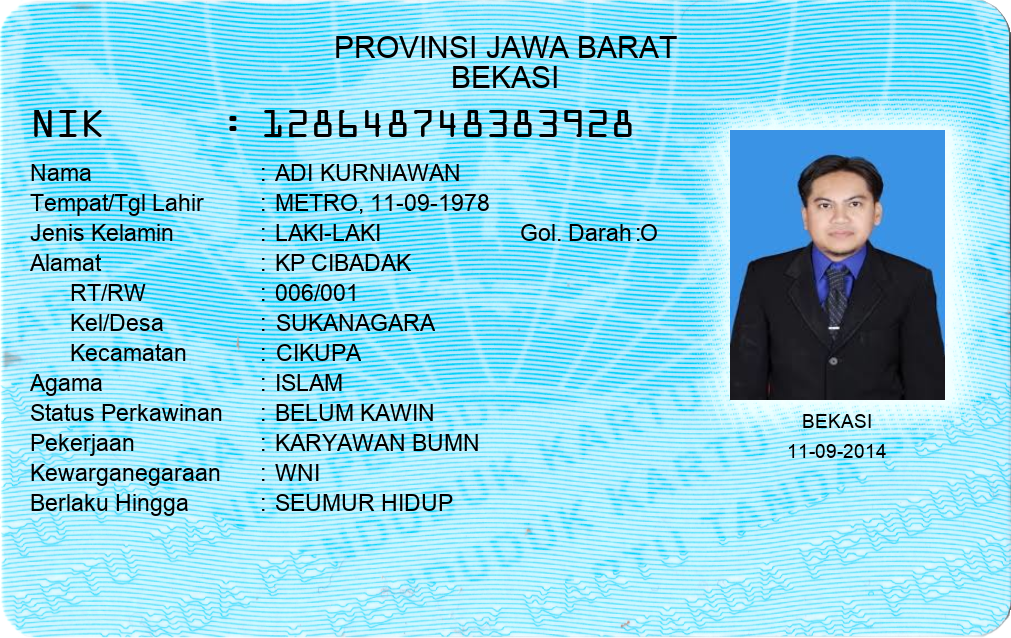 PROVINSI JAWA BARAT
BEKASI
NIK : 128648748383928
Nama : ADI KURNIAWAN
Tempat/Tgl Lahir : METRO, 11-09-1978
Jenis Kelamin : LAKI-LAKI Gol. Darah :O
Alamat : KP CIBADAK
RT/RW : 006/001
Kel/Desa : SUKANAGARA
Kecamatan : CIKUPA
Agama : ISLAM
Status Perkawinan : BELUM KAWIN
Pekerjaan : KARYAWAN BUMN
Kewarganegaraan : WNI
Berlaku Hingga : SEUMUR HIDUP
BEKASI
11-09-2014